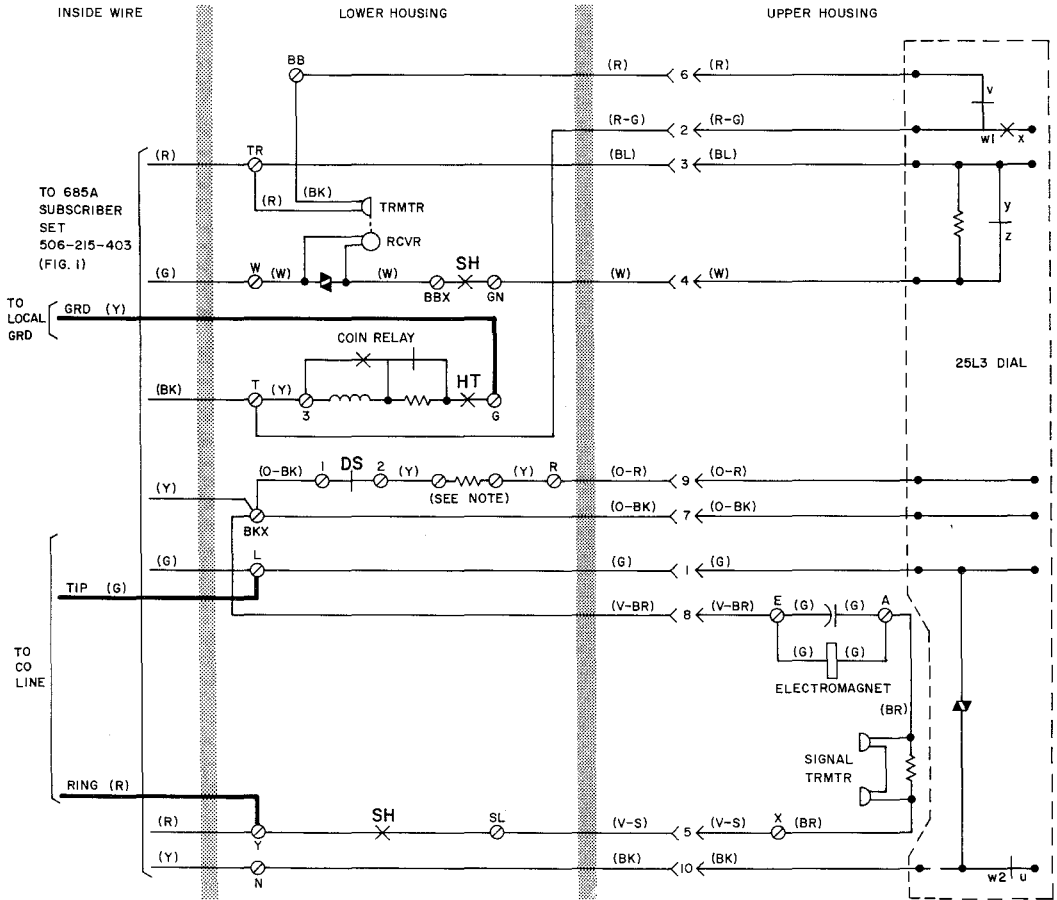 INSIDE WIRE LOWER HOUSING UPPER HOUSING
BB (R) 6 (R)
v
(R-G) 2 (R-G)
w1 x
(R) TR (BL) 3 (BL)
TO 685A
SUBSCRIBER
SET
506-215-403
(FIG. 1)
(BK)
(R) TRMTR
y
z
RCVR
(G) W (W) (W) SH (W) 4 (W)
BBX GN
TO
LOCAL
GRD
GRD (Y)
COIN RELAY
25L3 DIAL
(BK) T (Y) HT
3 G
(O-BK) 1 DS 2 (Y) (Y) R (O-R) 9 (O-R)
(SEE NOTE)
(Y)
BKX (O-BK) 7 (O-BK)
(G) L (G) 1 (G)
TIP (G)
(V-BR) 8 (V-BR) E (G) (G) A
(G) (G)
ELECTROMAGNET
TO
CO
LINE
(BR)
SIGNAL
TRMTR
RING (R)
(R) Y SH SL (V-S) 5 (V-S) X (BR)
(Y) N (BK) 10 (BK)
w2 u